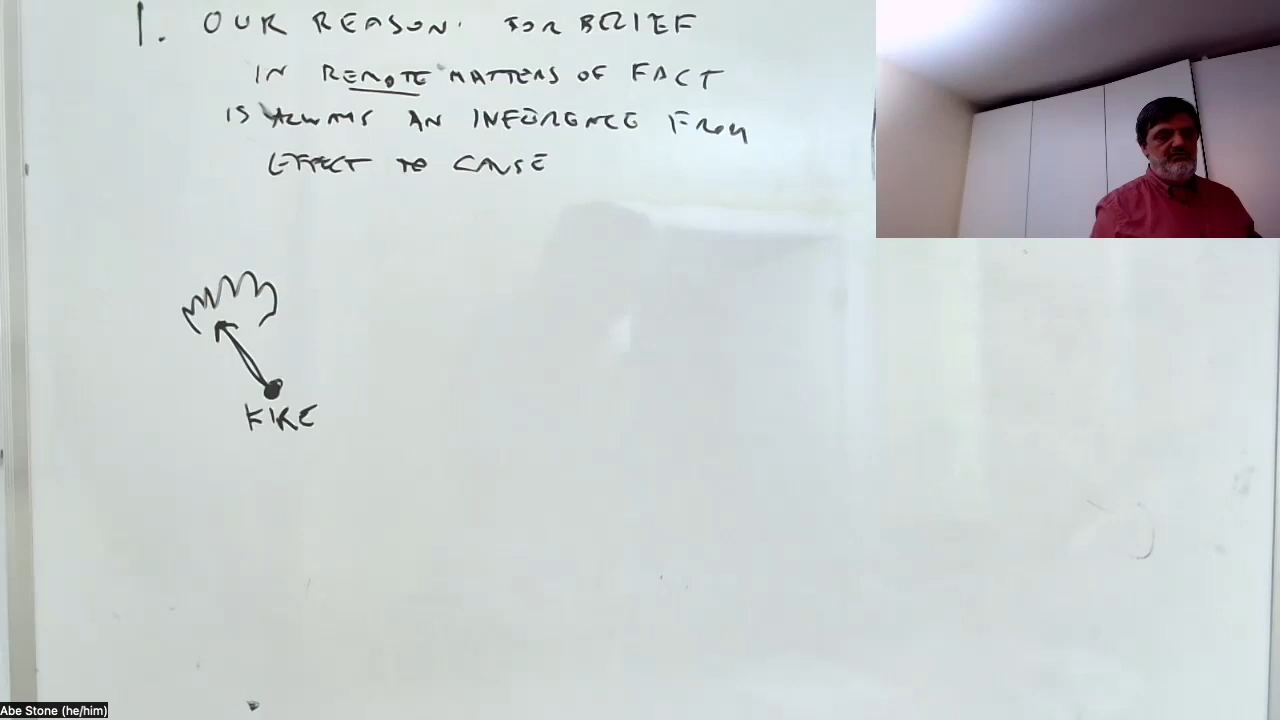 1. OUR REASON FOR BELIEF
IN REMOTE MATTERS OF FACT
IS ALWAYS AN INFERENCE FROM
EFFECT TO CAUSE
FIRE
Abe Stone (he/him)